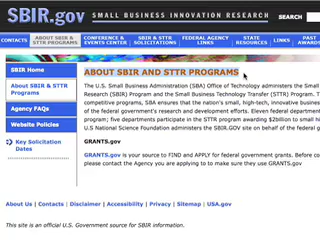 SBIR.gov
SMALL BUSINESS INNOVATION RESEARCH
SEARCH
CONTACTS
ABOUT SBIR & STTR PROGRAMS
CONFERENCE & EVENTS CENTER
SBIR & STTR SOLICITATIONS
FEDERAL AGENCY LINKS
STATE RESOURCES
LINKS
PAST AWARDS
SBIR Home
About SBIR & STTR Programs
Agency FAQs
Website Policies
Key Solicitation Dates
ABOUT SBIR AND STTR PROGRAMS
The U.S. Small Business Administration (SBA) Office of Technology administers the Small
Research (SBIR) Program and the Small Business Technology Transfer (STTR) Program. T
competitive programs, SBA ensures that the nation's small, high-tech, innovative busines
of the federal government's research and development efforts. Eleven federal departmen
program; five departments participate in the STTR program awarding $2billion to small hi
U.S National Science Foundation administers the SBIR.GOV site on behalf of the federal g
GRANTS.gov
GRANTS.gov is your source to FIND and APPLY for federal government grants. Before con
please contact the Agency you are applying to to make sure they use GRANTS.gov
About Us | Contacts | Disclaimer | Accessibility | Privacy | Sitemap | USA.gov
This site is an official U.S. Government source for SBIR information.